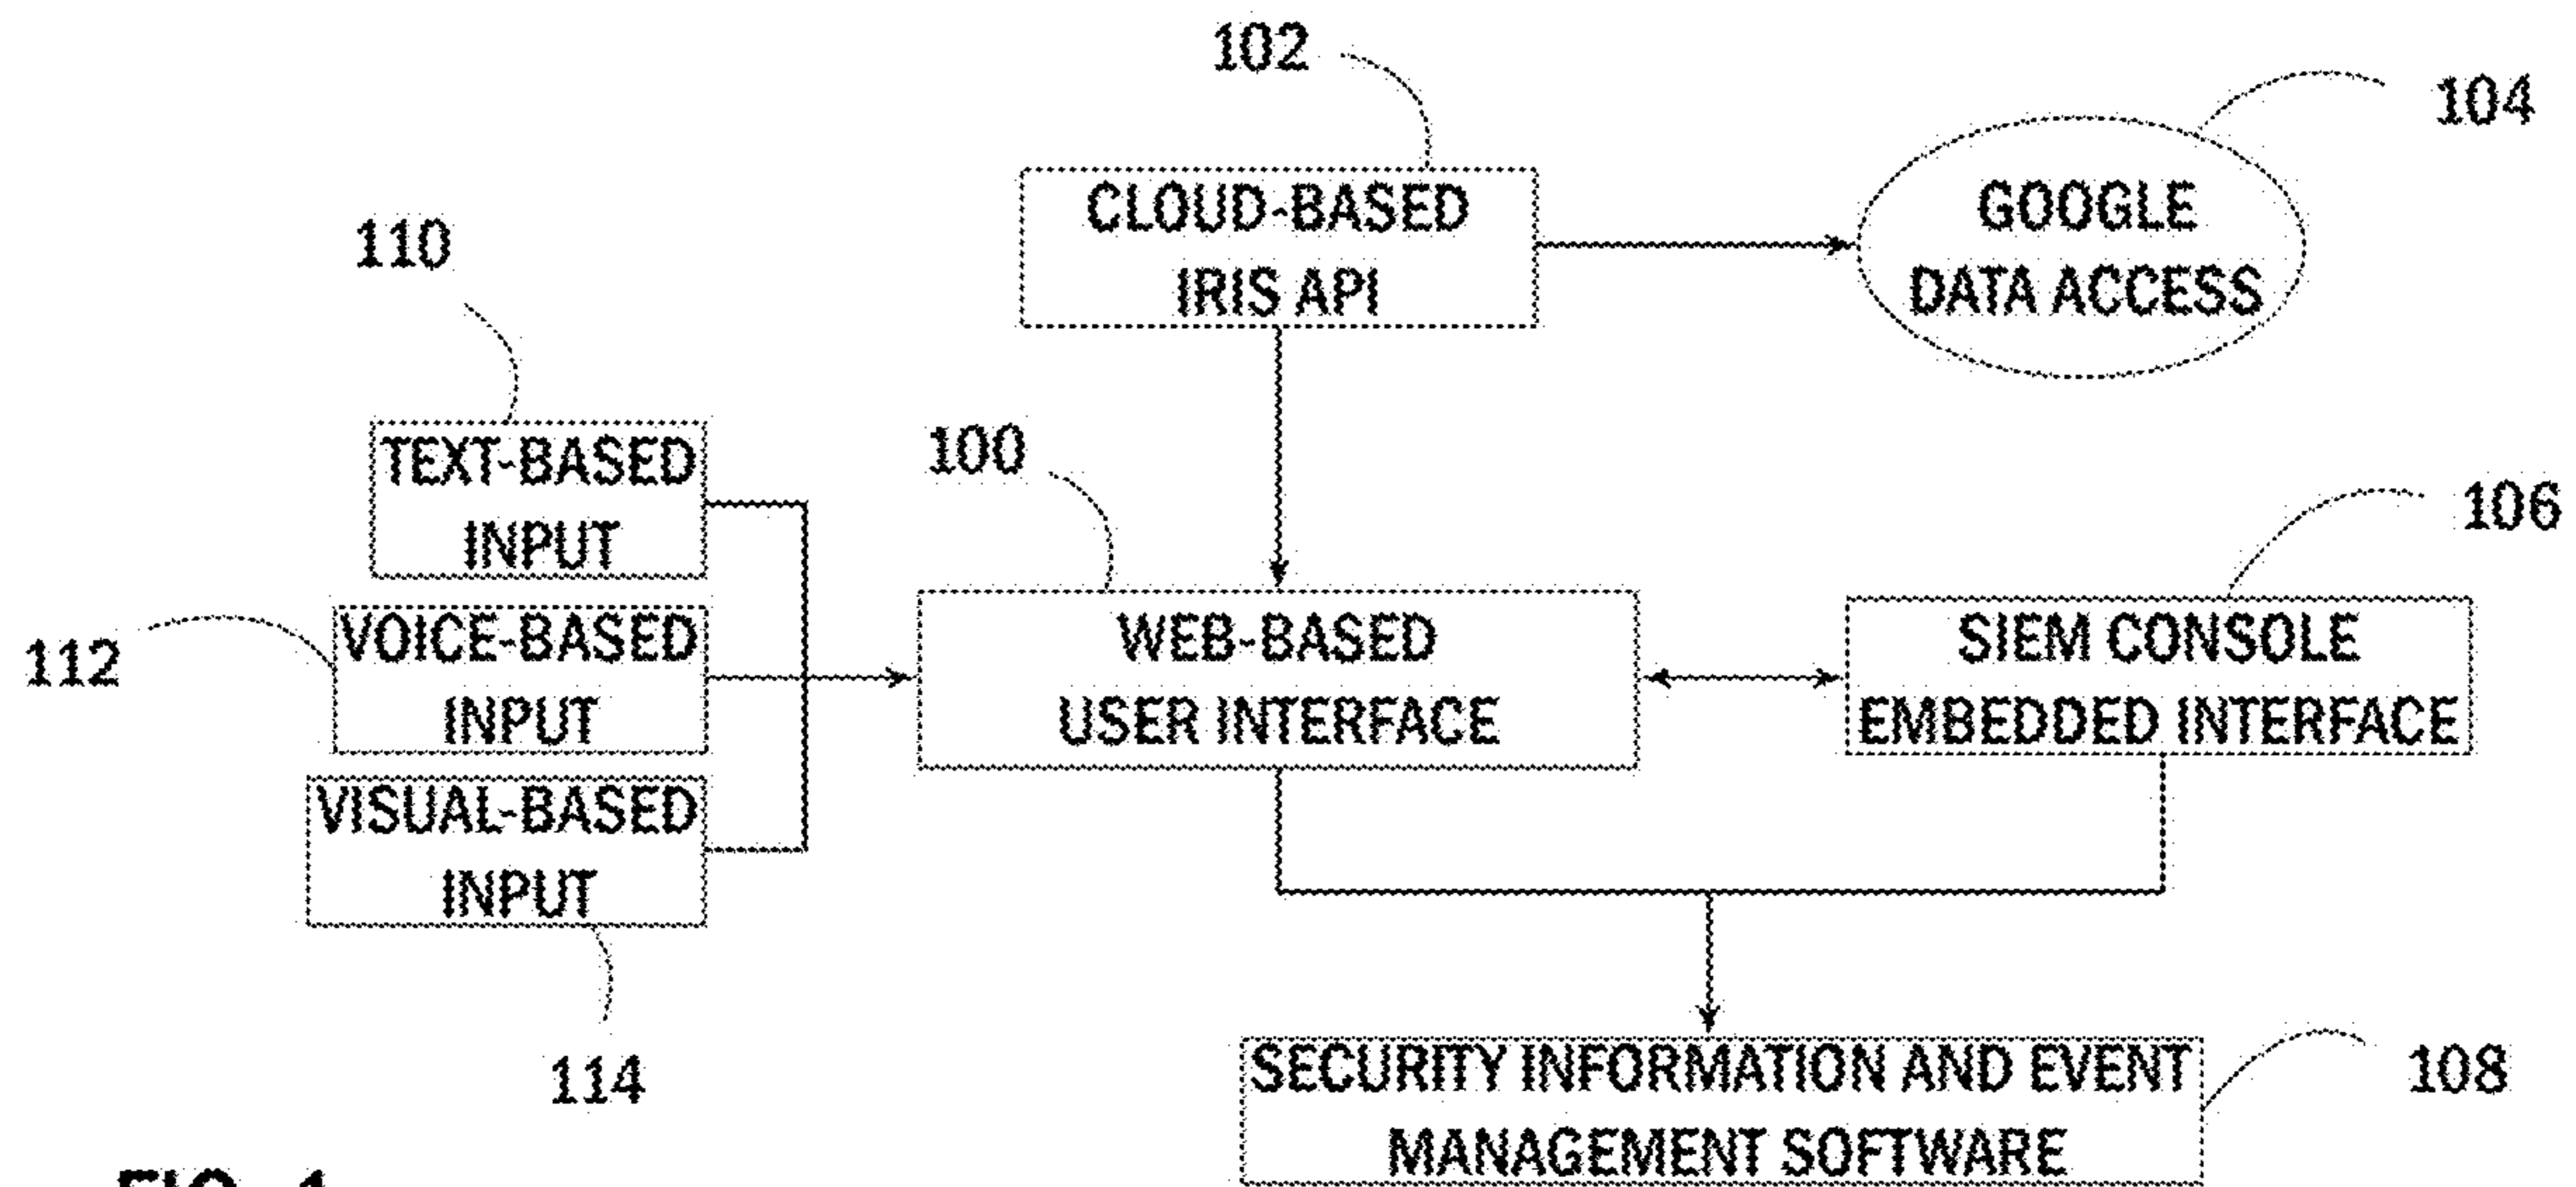 102
104
CLOUD-BASED
IRIS API
GOOGLE
DATA ACCESS
110
TEXT-BASED
INPUT
100
106
112
VOICE-BASED
INPUT
WEB-BASED
USER INTERFACE
SIEM CONSOLE
EMBEDDED INTERFACE
VISUAL-BASED
INPUT
114
108
SECURITY INFORMATION AND EVENT
MANAGEMENT SOFTWARE
FIG. 1